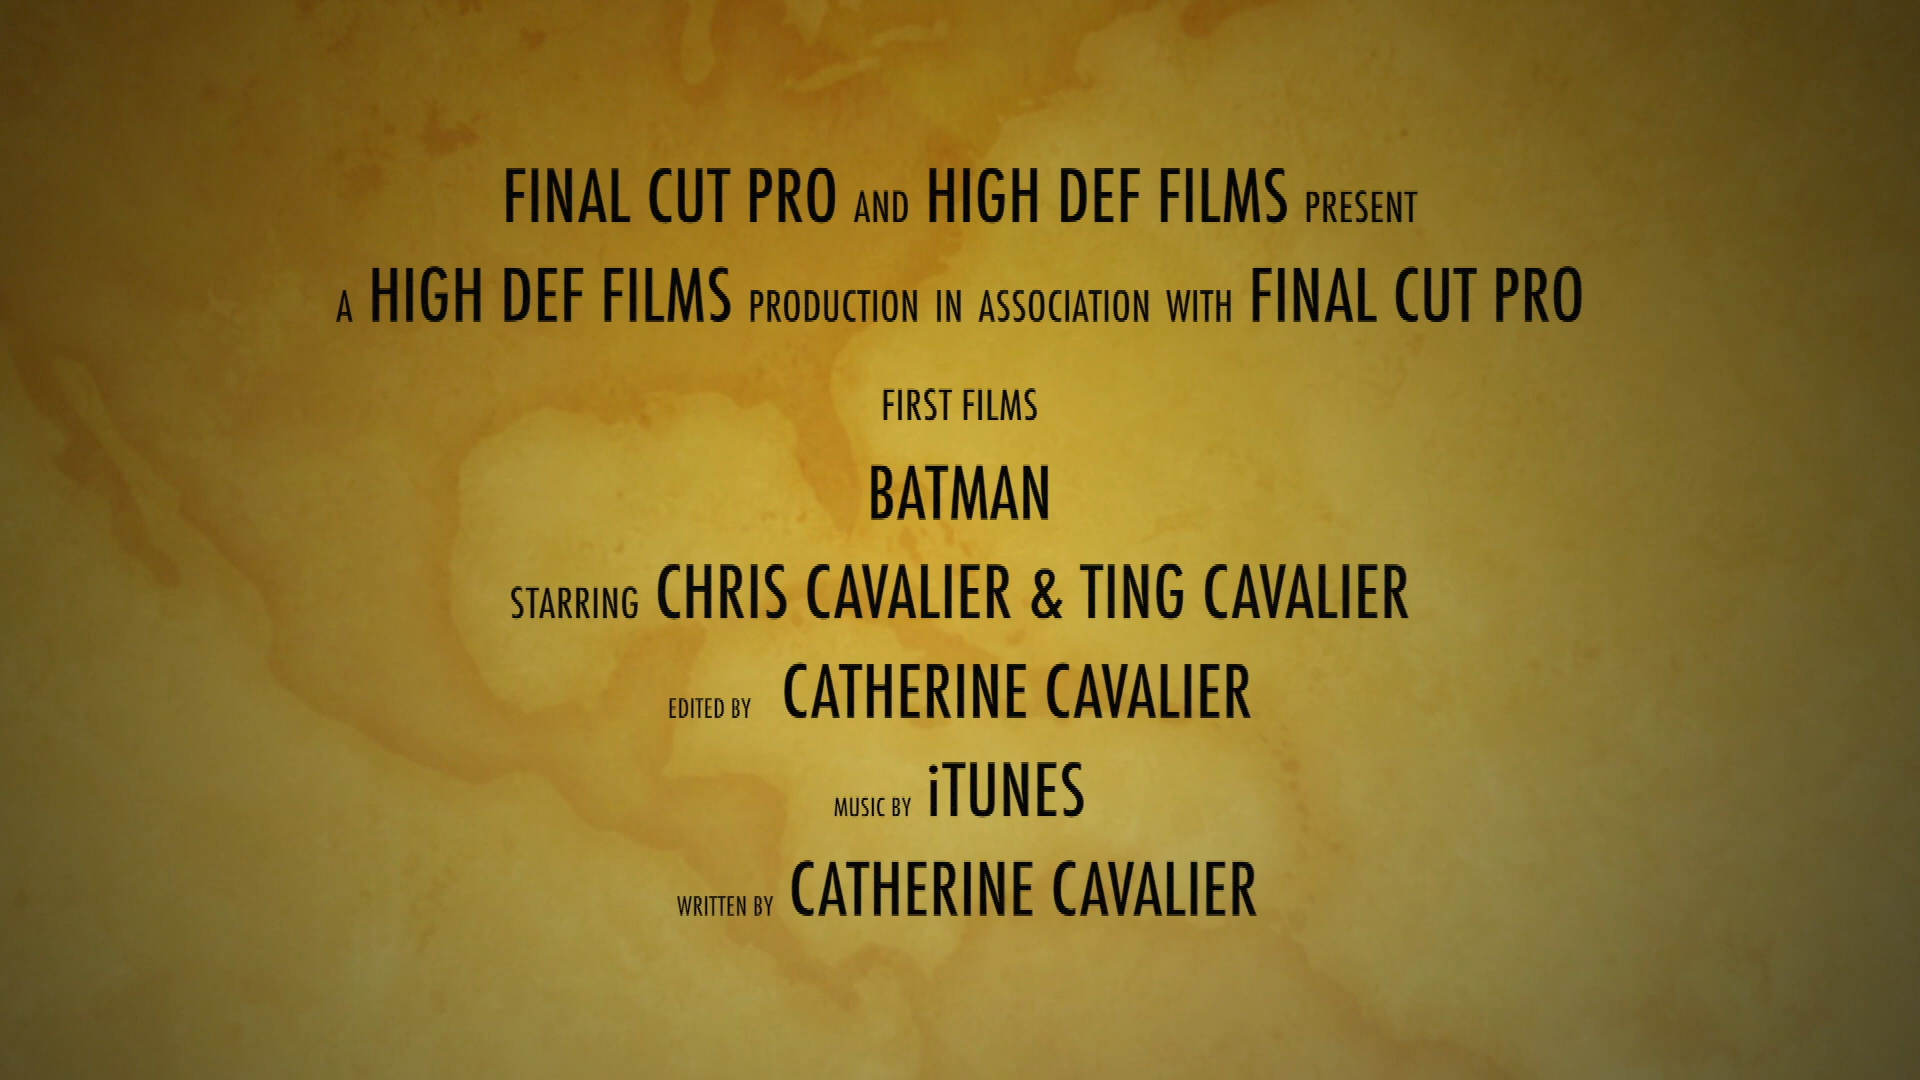 FINAL CUT PRO AND HIGH DEF FILMS PRESENT
A HIGH DEF FILMS PRODUCTION IN ASSOCIATION WITH FINAL CUT PRO
FIRST FILMS
BATMAN
STARRING CHRIS CAVALIER & TING CAVALIER
EDITED BY CATHERINE CAVALIER
MUSIC BY iTUNES
WRITTEN BY CATHERINE CAVALIER